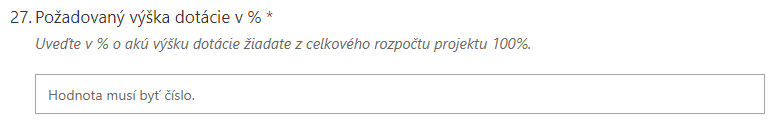 27. Požadovaný výška dotácie v % *
Uveďte v % o akú výšku dotácie žiadate z celkového rozpočtu projektu 100%.
Hodnota musí byť číslo.